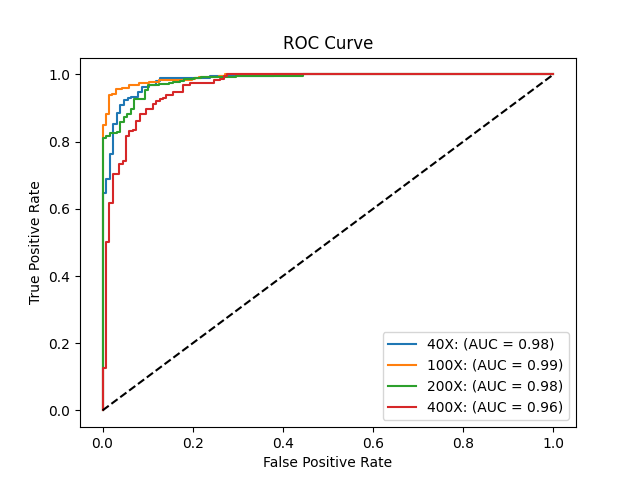 ROC Curve
True Positive Rate
1.0
0.8
0.6
0.4
0.2
0.0
40X: (AUC = 0.98)
100X: (AUC = 0.99)
200X: (AUC = 0.98)
400X: (AUC = 0.96)
0.0 0.2 0.4 0.6 0.8 1.0
False Positive Rate